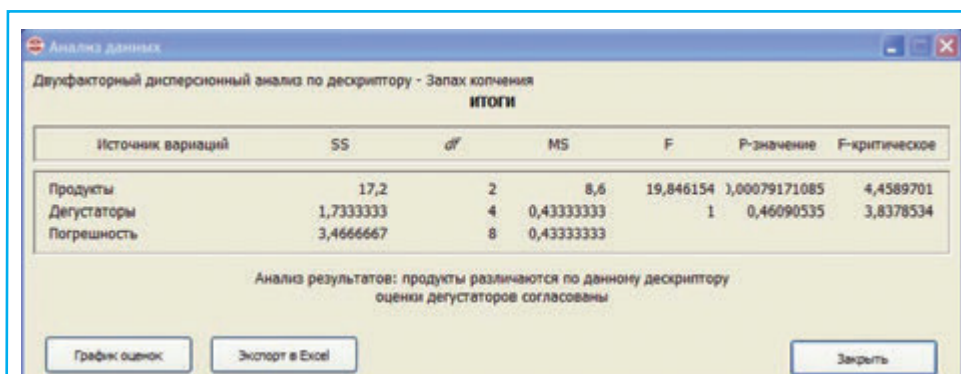 Анализ данных
Двухфакторный дисперсионный анализ по дескриптору - Запах копчения
ИТОГИ
Источник вариаций SS df MS F P-значение F-критическое
Продукты 17,2 2 8,6 19,846154 0,00079171085 4,4589701
Дегустаторы 1,7333333 4 0,43333333 1 0,46090535 3,8378534
Погрешность 3,4666667 8 0,43333333
Анализ результатов: продукты различаются по данному дескриптору
оценки дегустаторов согласованы
График оценок Экспорт в Excel Закрыть